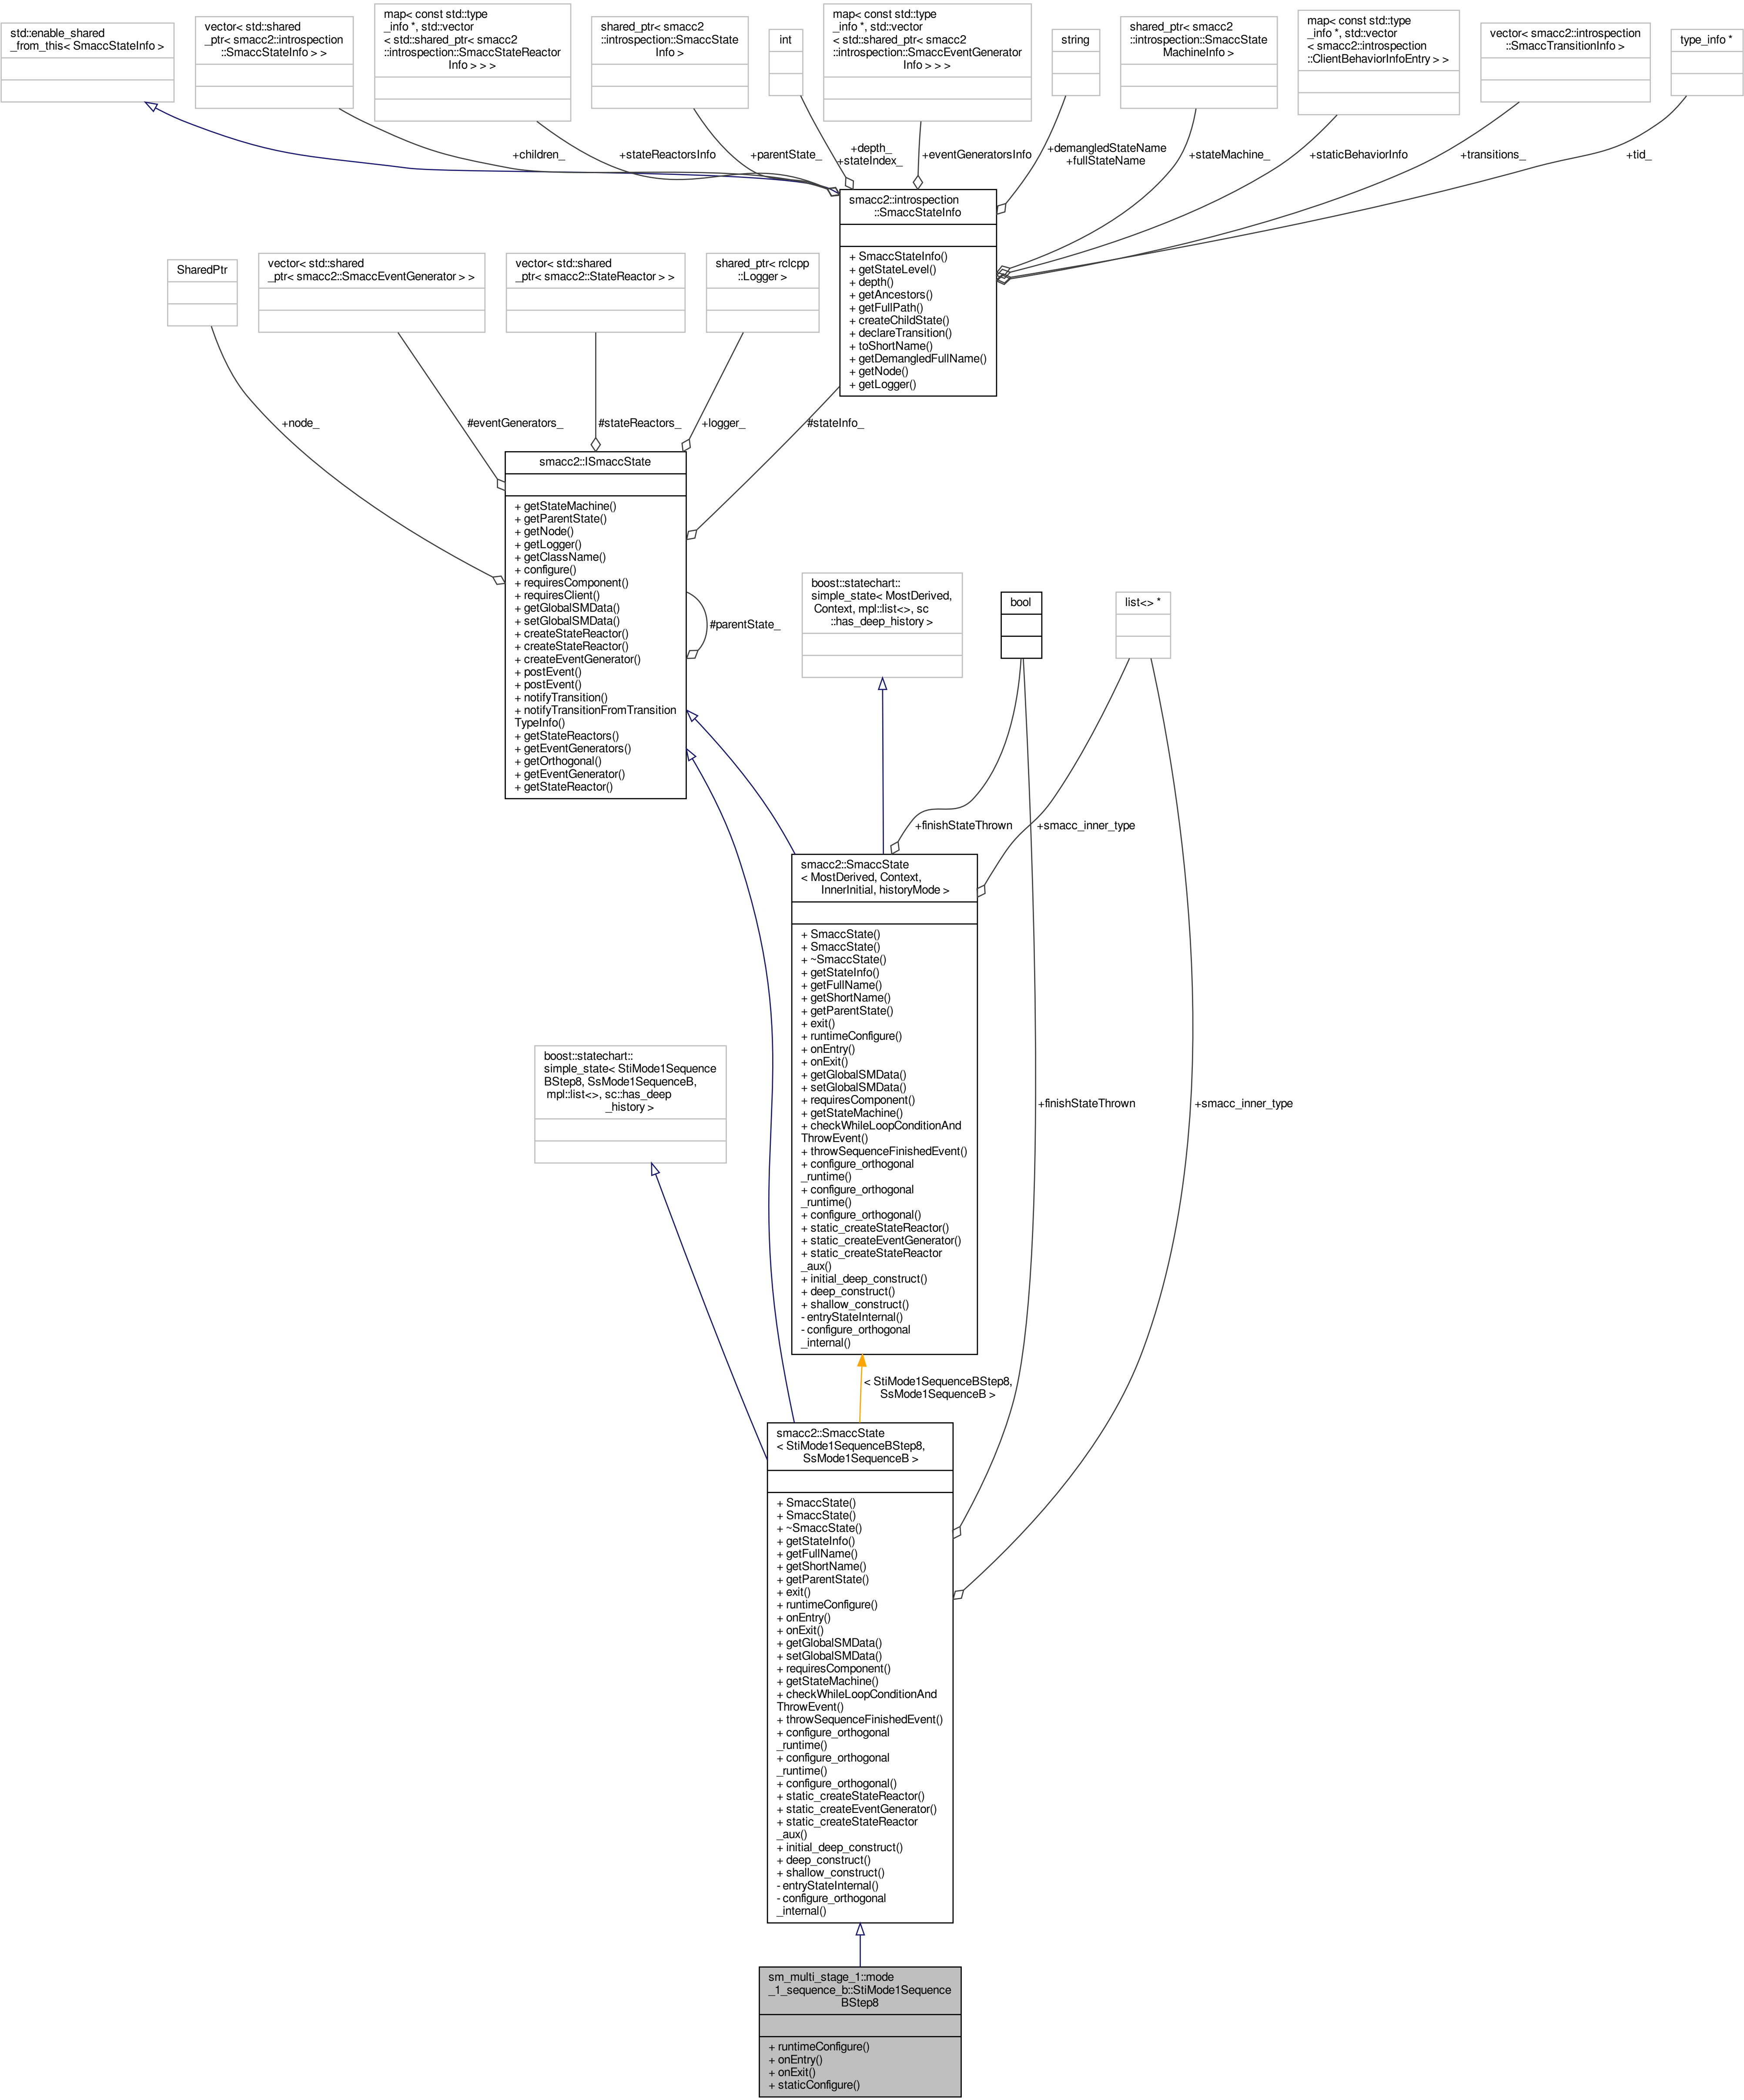 std::enable_shared
_from_this< SmaccStateInfo >
vector< std::shared
_ptr< smacc2::introspection
::SmaccStateInfo > >
map< const std::type
_info *, std::vector
< std::shared_ptr< smacc2
::introspection::SmaccStateReactor
Info > > >
shared_ptr< smacc2
::introspection::SmaccState
Info >
int
map< const std::type
_info *, std::vector
< std::shared_ptr< smacc2
::introspection::SmaccEventGenerator
Info > > >
string
shared_ptr< smacc2
::introspection::SmaccState
MachineInfo >
map< const std::type
_info *, std::vector
< smacc2::introspection
::ClientBehaviorInfoEntry > >
vector< smacc2::introspection
::SmaccTransitionInfo >
type_info *
+children_
+stateReactorsInfo
+parentState_
+depth_
+stateIndex_
+eventGeneratorsInfo
+demangledStateName
+fullStateName
+stateMachine_
+staticBehaviorInfo
+transitions_
+tid_
smacc2::introspection
::SmaccStateInfo
+ SmaccStateInfo()
+ getStateLevel()
+ depth()
+ getAncestors()
+ getFullPath()
+ createChildState()
+ declareTransition()
+ toShortName()
+ getDemangledFullName()
+ getNode()
+ getLogger()
SharedPtr
vector< std::shared
_ptr< smacc2::SmaccEventGenerator > >
vector< std::shared
_ptr< smacc2::StateReactor > >
shared_ptr< rclcpp
::Logger >
+node_
#eventGenerators_
#stateReactors_
+logger_
#stateInfo_
smacc2::ISmaccState
+ getStateMachine()
+ getParentState()
+ getNode()
+ getLogger()
+ getClassName()
+ configure()
+ requiresComponent()
+ requiresClient()
+ getGlobalSMData()
+ setGlobalSMData()
+ createStateReactor()
+ createStateReactor()
+ createEventGenerator()
+ postEvent()
+ postEvent()
+ notifyTransition()
+ notifyTransitionFromTransition
TypeInfo()
+ getStateReactors()
+ getEventGenerators()
+ getOrthogonal()
+ getEventGenerator()
+ getStateReactor()
#parentState_
boost::statechart::
simple_state< MostDerived,
Context, mpl::list<>, sc
::has_deep_history >
bool
list<> *
+finishStateThrown
+smacc_inner_type
smacc2::SmaccState
< MostDerived, Context,
InnerInitial, historyMode >
+ SmaccState()
+ SmaccState()
+ ~SmaccState()
+ getStateInfo()
+ getFullName()
+ getShortName()
+ getParentState()
+ exit()
+ runtimeConfigure()
+ onEntry()
+ onExit()
+ getGlobalSMData()
+ setGlobalSMData()
+ requiresComponent()
+ getStateMachine()
+ checkWhileLoopConditionAnd
ThrowEvent()
+ throwSequenceFinishedEvent()
+ configure_orthogonal
_runtime()
+ configure_orthogonal
_runtime()
+ configure_orthogonal()
+ static_createStateReactor()
+ static_createEventGenerator()
+ static_createStateReactor
_aux()
+ initial_deep_construct()
+ deep_construct()
+ shallow_construct()
- entryStateInternal()
- configure_orthogonal
_internal()
boost::statechart::
simple_state< StiMode1Sequence
BStep8, SsMode1SequenceB,
mpl::list<>, sc::has_deep
_history >
+finishStateThrown
+smacc_inner_type
< StiMode1SequenceBStep8,
SsMode1SequenceB >
smacc2::SmaccState
< StiMode1SequenceBStep8,
SsMode1SequenceB >
+ SmaccState()
+ SmaccState()
+ ~SmaccState()
+ getStateInfo()
+ getFullName()
+ getShortName()
+ getParentState()
+ exit()
+ runtimeConfigure()
+ onEntry()
+ onExit()
+ getGlobalSMData()
+ setGlobalSMData()
+ requiresComponent()
+ getStateMachine()
+ checkWhileLoopConditionAnd
ThrowEvent()
+ throwSequenceFinishedEvent()
+ configure_orthogonal
_runtime()
+ configure_orthogonal
_runtime()
+ configure_orthogonal()
+ static_createStateReactor()
+ static_createEventGenerator()
+ static_createStateReactor
_aux()
+ initial_deep_construct()
+ deep_construct()
+ shallow_construct()
- entryStateInternal()
- configure_orthogonal
_internal()
sm_multi_stage_1::mode
_1_sequence_b::StiMode1Sequence
BStep8
+ runtimeConfigure()
+ onEntry()
+ onExit()
+ staticConfigure()